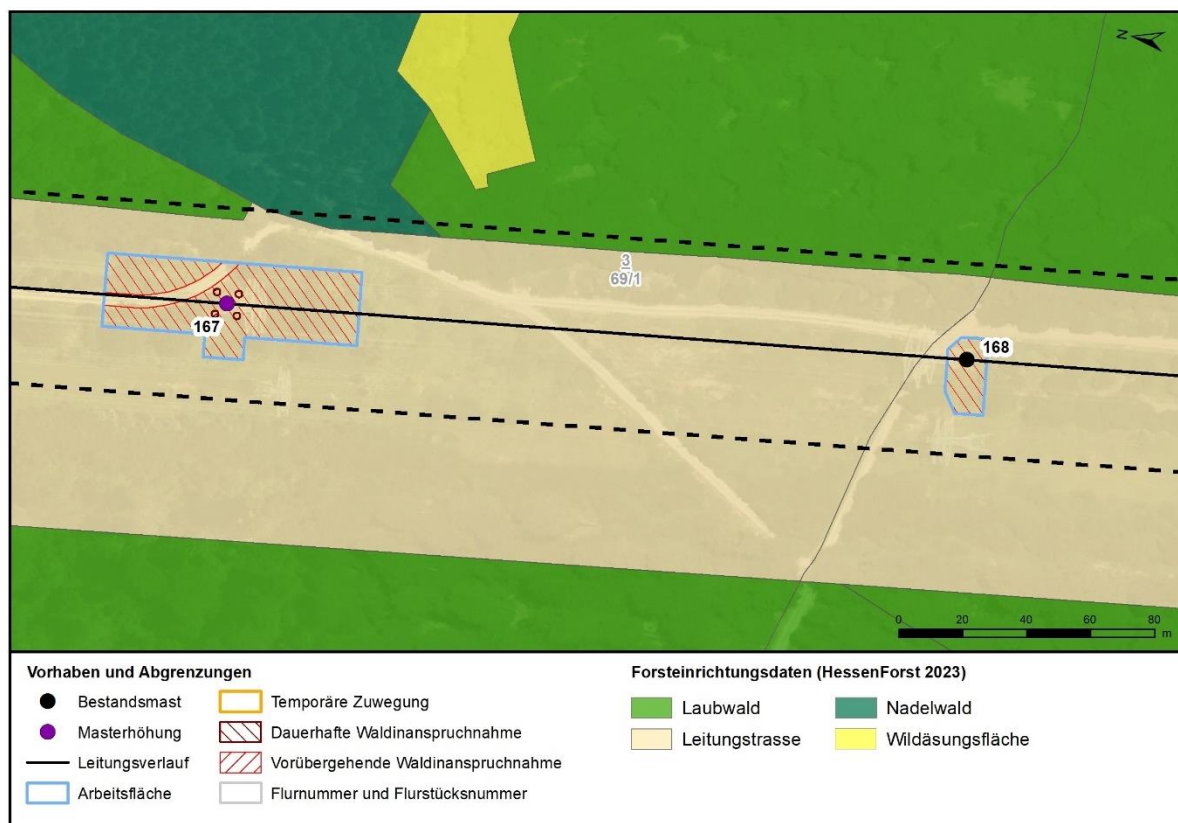 N
3
69/1
167
168
0 20 40 60 80
m
Vorhaben und Abgrenzungen
Bestandsmast
Masterhöhung
Leitungsverlauf
Arbeitsfläche
Temporäre Zuwegung
Dauerhafte Waldinanspruchnahme
Vorübergehende Waldinanspruchnahme
Flurnummer und Flurstücksnummer
Forsteinrichtungsdaten (HessenForst 2023)
Laubwald
Leitungstrasse
Nadelwald
Wildäsungsfläche